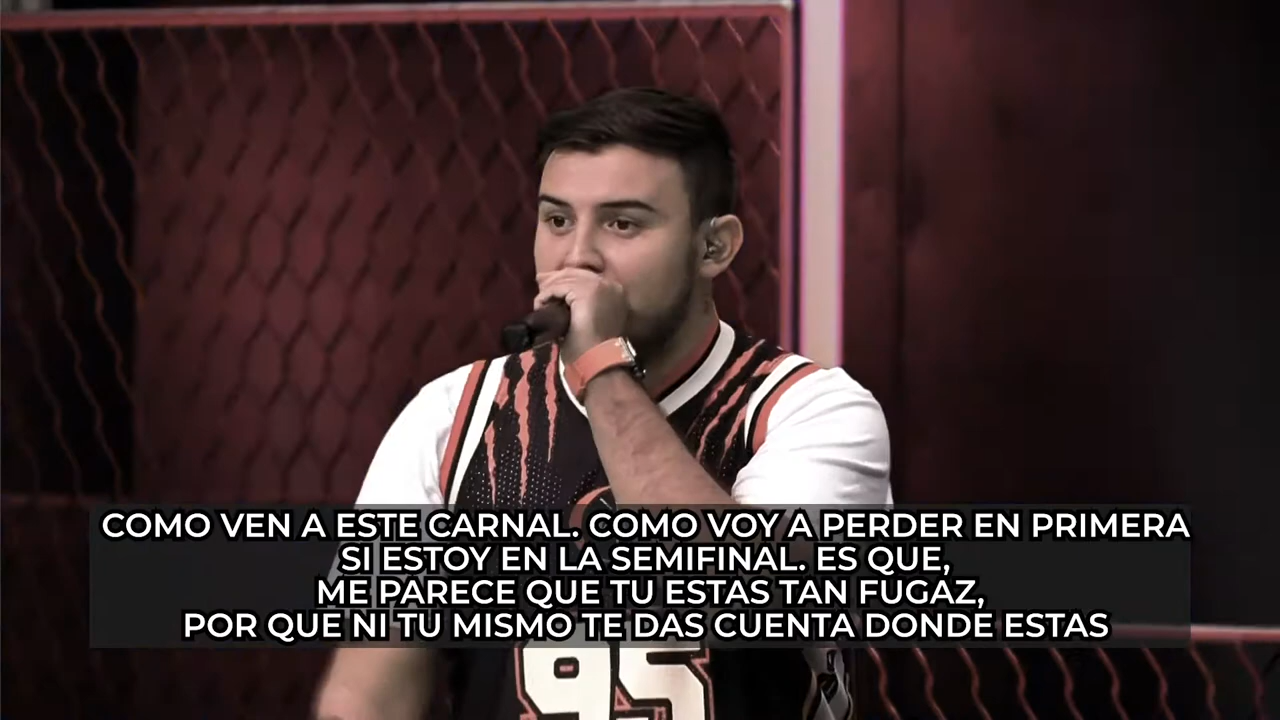 COMO VEN A ESTE CARNAL. COMO VOY A PERDER EN PRIMERA
SI ESTOY EN LA SEMIFINAL. ES QUE,
ME PARECE QUE TU ESTAS TAN FUGAZ,
POR QUE NI TU MISMO TE DAS CUENTA DONDE ESTAS
95